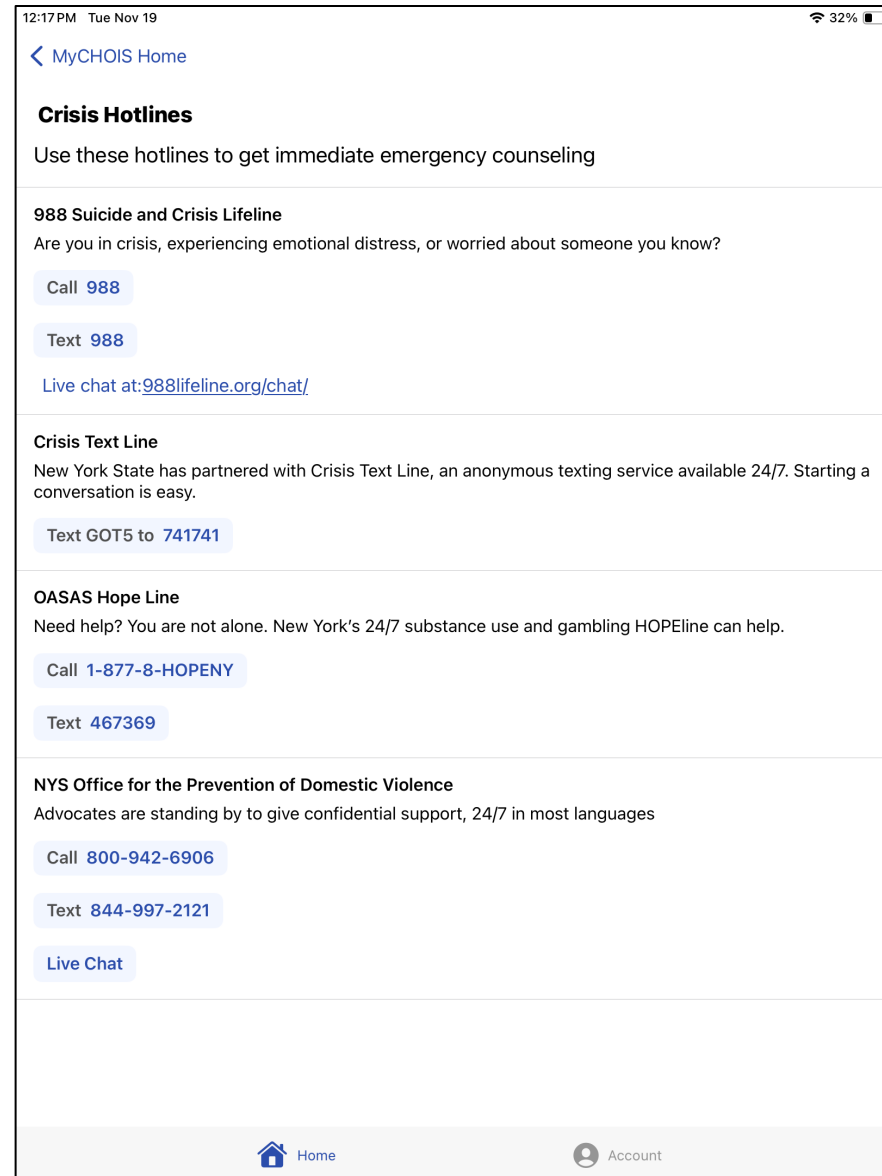 12:17 PM Tue Nov 19 32%
MyCHOIS Home
Crisis Hotlines
Use these hotlines to get immediate emergency counseling
988 Suicide and Crisis Lifeline
Are you in crisis, experiencing emotional distress, or worried about someone you know?
Call 988
Text 988
Live chat at:988lifeline.org/chat/
Crisis Text Line
New York State has partnered with Crisis Text Line, an anonymous texting service available 24/7. Starting a
conversation is easy.
Text GOT5 to 741741
OASAS Hope Line
Need help? You are not alone. New York’s 24/7 substance use and gambling HOPEline can help.
Call 1-877-8-HOPENY
Text 467369
NYS Office for the Prevention of Domestic Violence
Advocates are standing by to give confidential support, 24/7 in most languages
Call 800-942-6906
Text 844-997-2121
Live Chat
Home Account